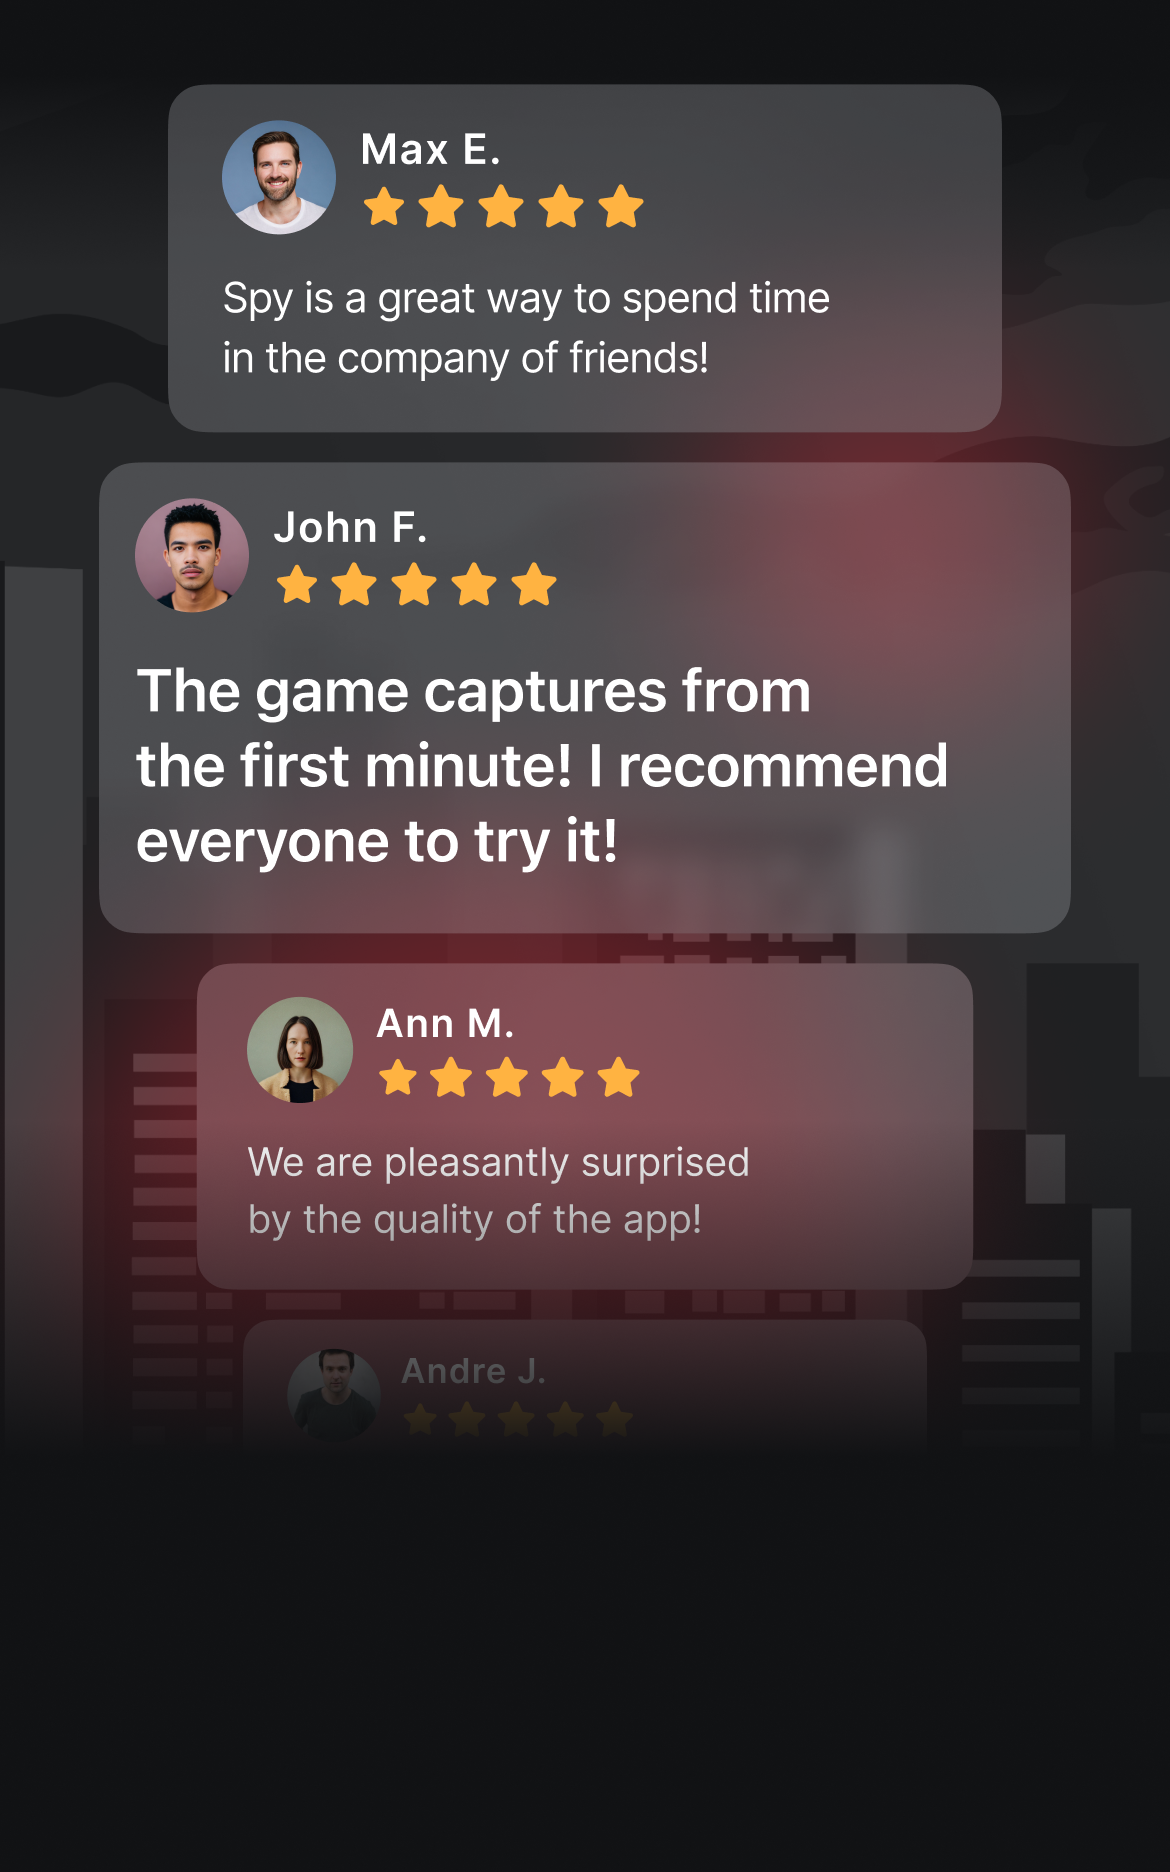 Max E.
Spy is a great way to spend time
in the company of friends!
John F.
The game captures from
the first minute! I recommend
everyone to try it!
Ann M.
We are pleasantly surprised
by the quality of the app!
Andre J.